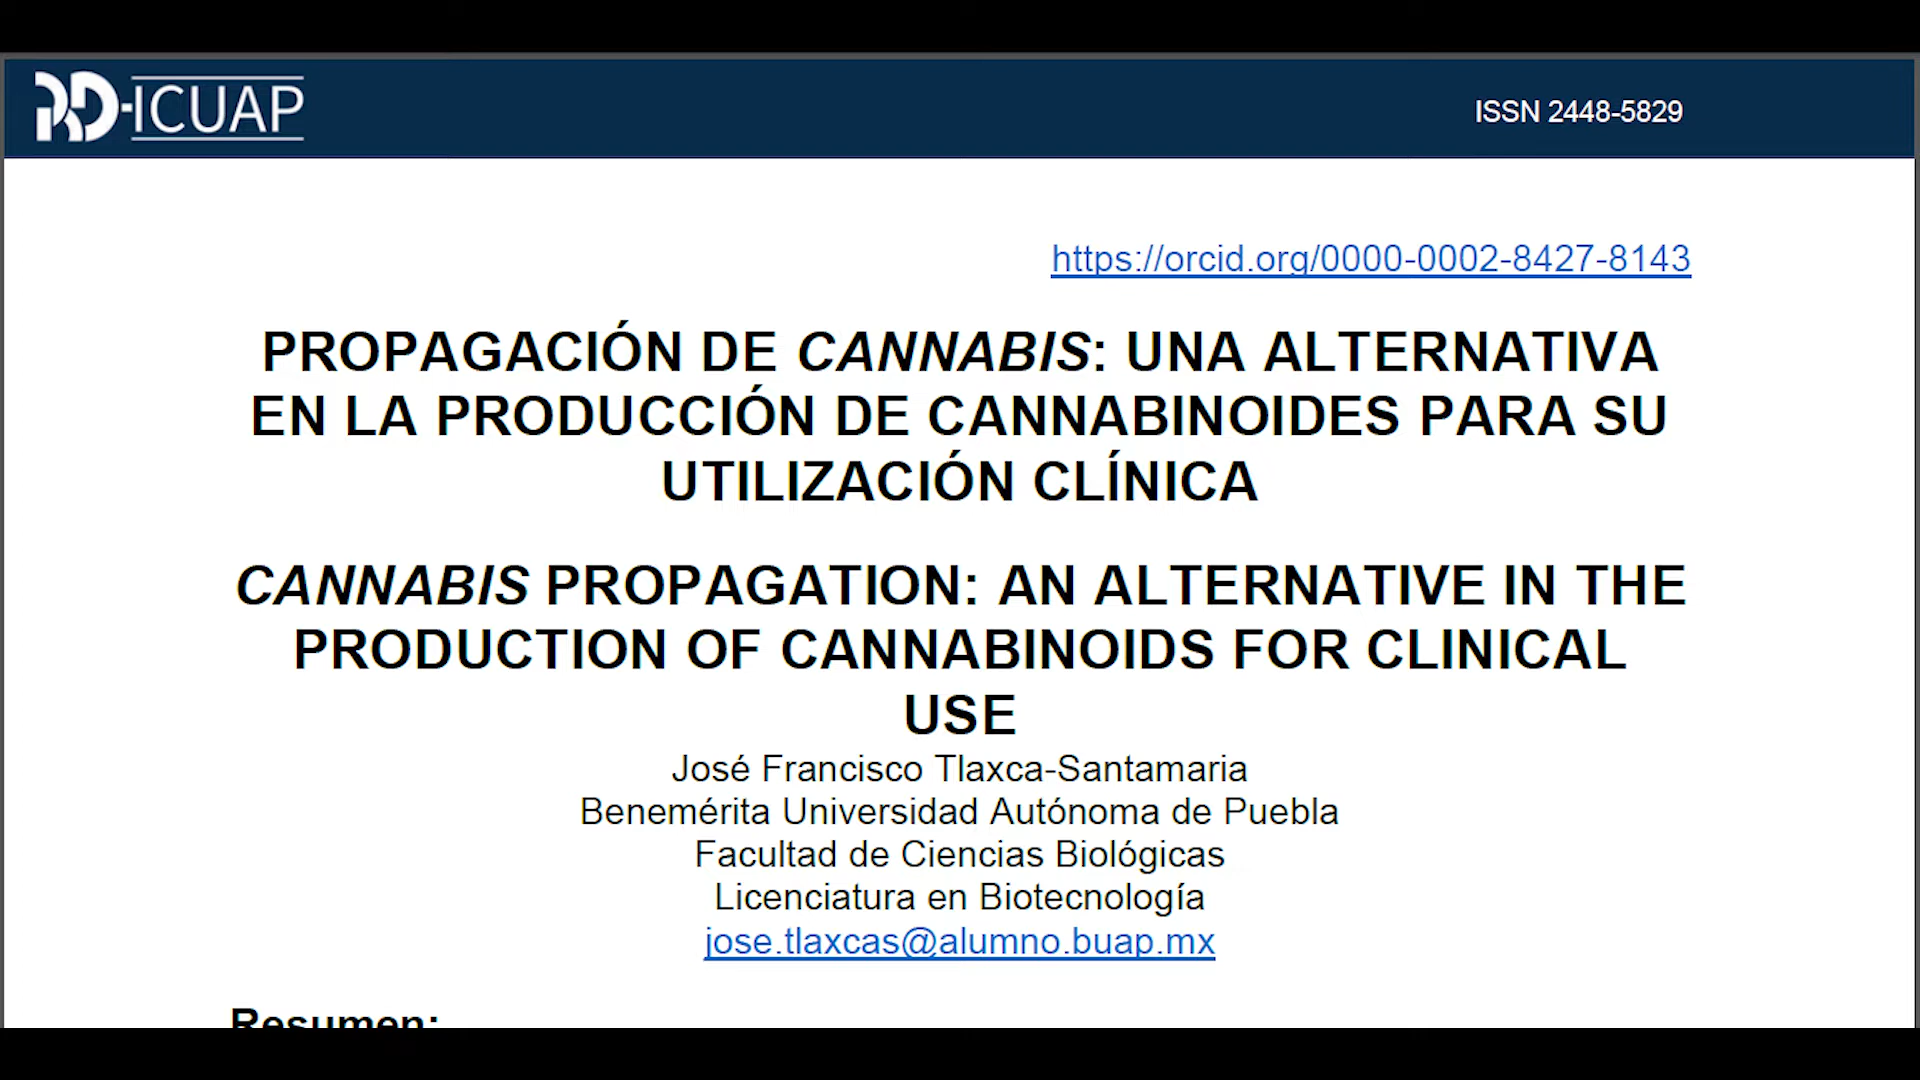 RD-ICUAP
ISSN 2448-5829
https://orcid.org/0000-0002-8427-8143
PROPAGACIÓN DE CANNABIS: UNA ALTERNATIVA
EN LA PRODUCCIÓN DE CANNABINOIDES PARA SU
UTILIZACIÓN CLÍNICA
CANNABIS PROPAGATION: AN ALTERNATIVE IN THE
PRODUCTION OF CANNABINOIDS FOR CLINICAL
USE
José Francisco Tlaxca-Santamaria
Benemérita Universidad Autónoma de Puebla
Facultad de Ciencias Biológicas
Licenciatura en Biotecnología
jose.tlaxcas@alumno.buap.mx
Resumen: